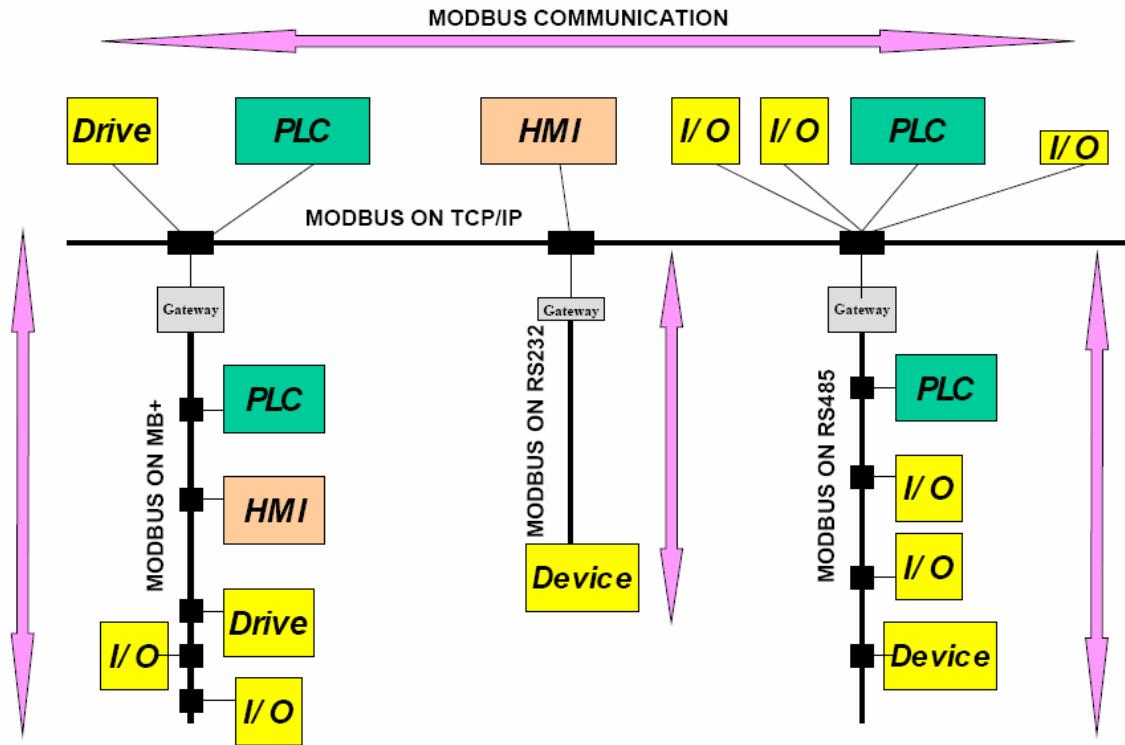 MODBUS COMMUNICATION
Drive
PLC
HMI
I/O
I/O
PLC
I/O
MODBUS ON TCP/IP
Gateway
Gateway
Gateway
MODBUS ON MB+
PLC
HMI
Drive
I/O
I/O
MODBUS ON RS232
Device
MODBUS ON RS485
PLC
I/O
I/O
Device